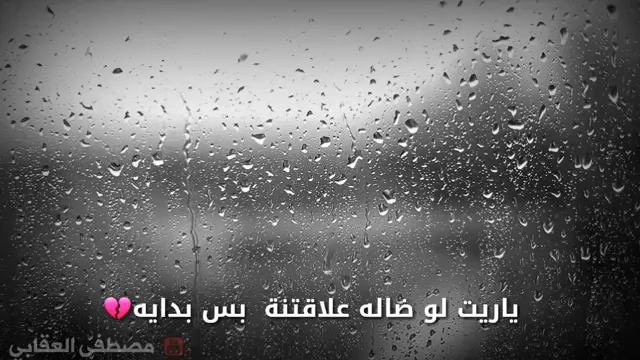 ياريت لو ضاله علاقتنة بس بدايه💔
مصطفى العقابي